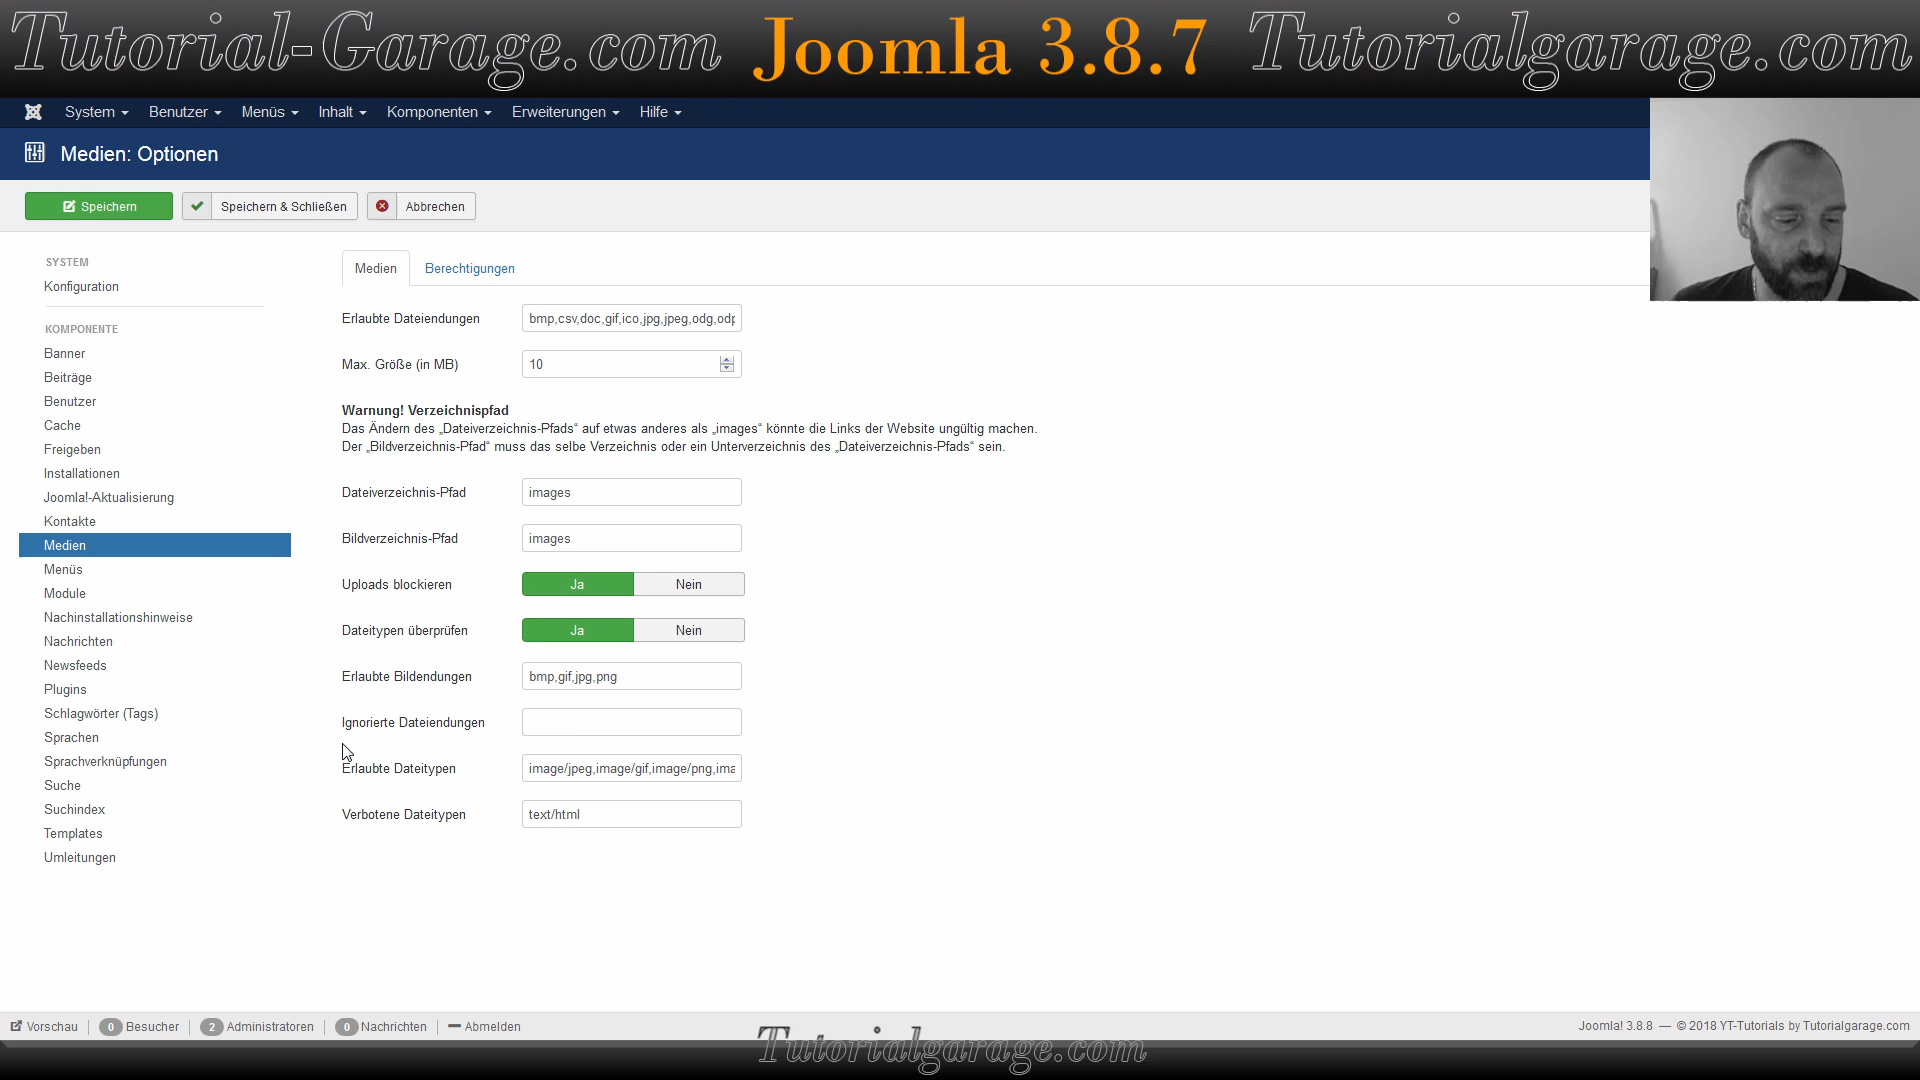 Tutorial-Garage.com Joomla 3.8.7 Tutorialgarage.com
System Benutzer Menüs Inhalt Komponenten Erweiterungen Hilfe
Medien: Optionen
Speichern Speichern & Schließen Abbrechen
SYSTEM
Konfiguration
KOMPONENTE
Banner
Beiträge
Benutzer
Cache
Freigeben
Installationen
Joomla!-Aktualisierung
Kontakte
Medien
Menüs
Module
Nachinstallationshinweise
Nachrichten
Newsfeeds
Plugins
Schlagwörter (Tags)
Sprachen
Sprachverknüpfungen
Suche
Suchindex
Templates
Umleitungen
Medien Berechtigungen
Erlaubte Dateiendungen bmp,csv,doc,gif,ico,jpg,jpeg,odg,odp
Max. Größe (in MB) 10
Warnung! Verzeichnispfad
Das Ändern des „Dateiverzeichnis-Pfads“ auf etwas anderes als „images“ könnte die Links der Website ungültig machen.
Der „Bildverzeichnis-Pfad“ muss das selbe Verzeichnis oder ein Unterverzeichnis des „Dateiverzeichnis-Pfads“ sein.
Dateiverzeichnis-Pfad images
Bildverzeichnis-Pfad images
Uploads blockieren Ja Nein
Dateitypen überprüfen Ja Nein
Erlaubte Bildendungen bmp,gif,jpg,png
Ignorierte Dateiendungen
Erlaubte Dateitypen image/jpeg,image/gif,image/png,ima
Verbotene Dateitypen text/html
Vorschau 0 Besucher 2 Administratoren 0 Nachrichten Abmelden
Joomla! 3.8.8 — © 2018 YT-Tutorials by Tutorialgarage.com
Tutorialgarage.com